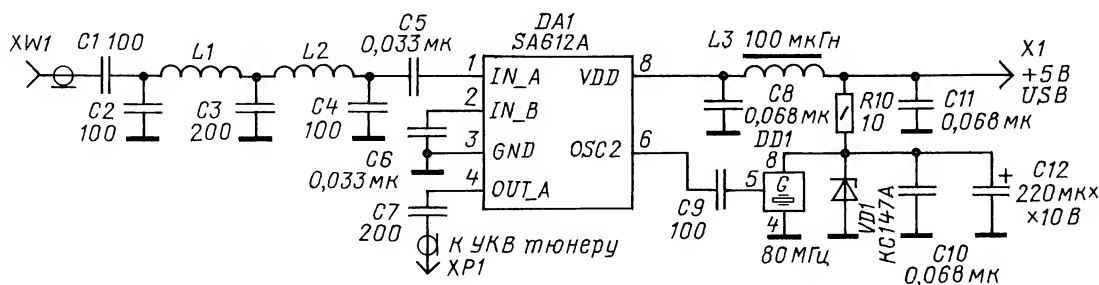 XW1
C1 100
L1
L2
C5
0,033 мк
DA1
SA612A
L3 100 мкГн
X1
+5 В
USB
1
IN_A
VDD
8
2
IN_B
C2
100
C3
200
C4
100
C8
0,068 мк
R10
10
C11
0,068 мк
C6
0,033 мк
3
GND
OSC2
6
4
OUT_A
DD1
8
5
G
4
80 МГц
C7
200
К УКВ тюнеру
XP1
C9
100
VD1
КС147А
C10
0,068 мк
+
C12
220 мк×
×10 В